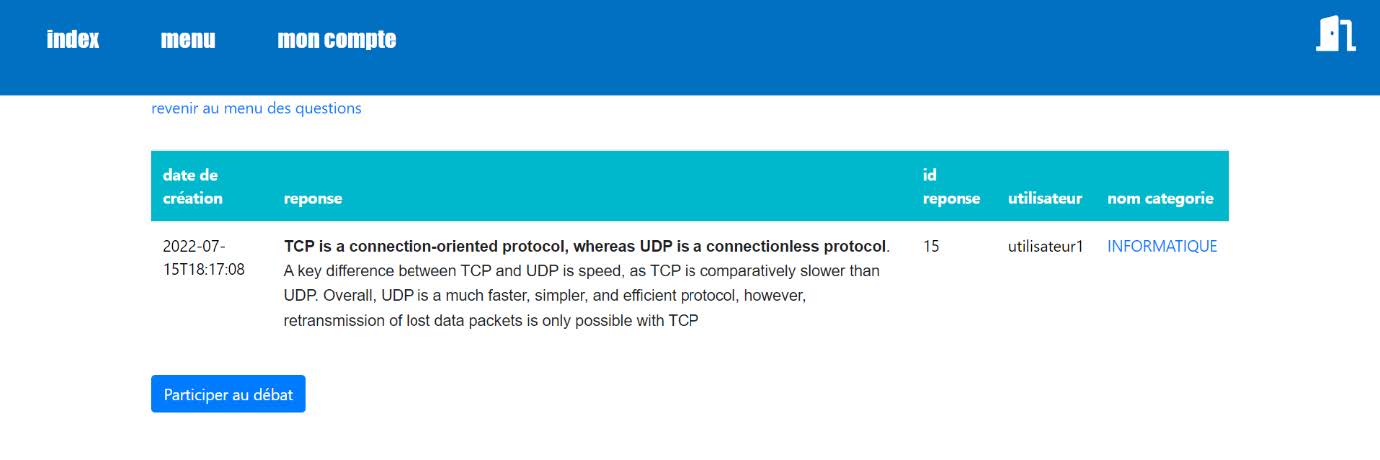 index menu mon compte
revenir au menu des questions
date de création reponse id reponse utilisateur nom categorie
2022-07-15T18:17:08
TCP is a connection-oriented protocol, whereas UDP is a connectionless protocol.
A key difference between TCP and UDP is speed, as TCP is comparatively slower than
UDP. Overall, UDP is a much faster, simpler, and efficient protocol, however,
retransmission of lost data packets is only possible with TCP
15 utilisateur1 INFORMATIQUE
Participer au débat